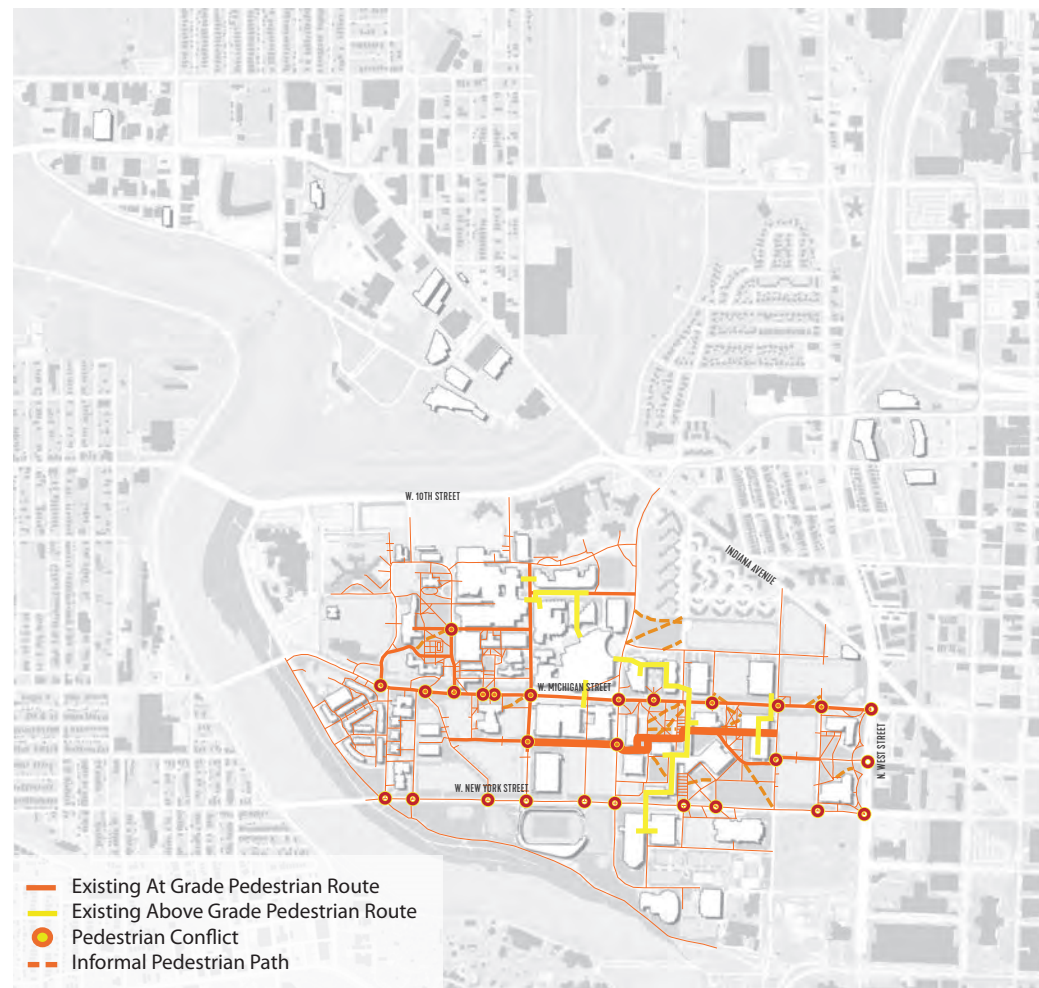 W. 10TH STREET
INDIANA AVENUE
W. MICHIGAN STREET
N. WEST STREET
W. NEW YORK STREET
Existing At Grade Pedestrian Route
Existing Above Grade Pedestrian Route
Pedestrian Conflict
Informal Pedestrian Path